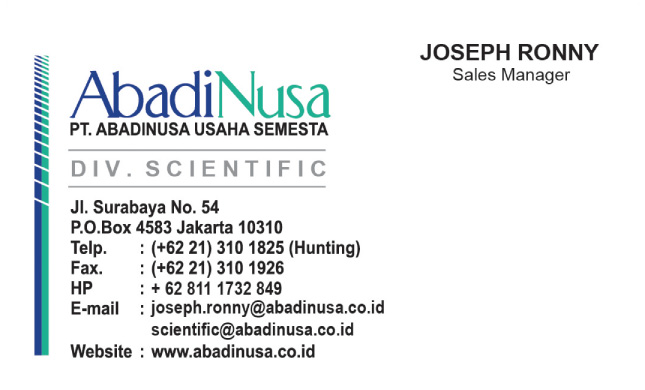 JOSEPH RONNY
Sales Manager
AbadiNusa
PT. ABADINUSA USAHA SEMESTA
DIV. SCIENTIFIC
Jl. Surabaya No. 54
P.O.Box 4583 Jakarta 10310
Telp. : (+62 21) 310 1825 (Hunting)
Fax. : (+62 21) 310 1926
HP : + 62 811 1732 849
E-mail : joseph.ronny@abadinusa.co.id
scientific@abadinusa.co.id
Website : www.abadinusa.co.id